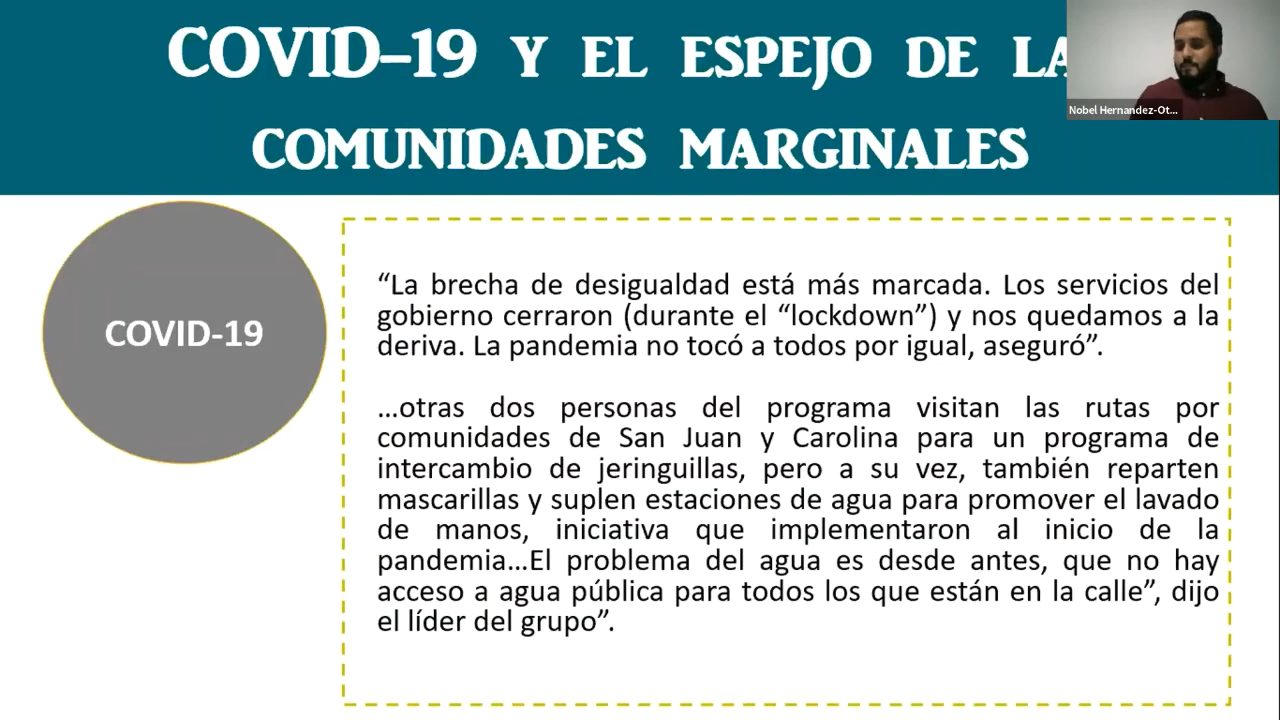 COVID-19 Y EL ESPEJO DE LA
COMUNIDADES MARGINALES
Nobel Hernandez-Ot...
COVID-19
“La brecha de desigualdad está más marcada. Los servicios del
gobierno cerraron (durante el “lockdown”) y nos quedamos a la
deriva. La pandemia no tocó a todos por igual, aseguró”.
…otras dos personas del programa visitan las rutas por
comunidades de San Juan y Carolina para un programa de
intercambio de jeringuillas, pero a su vez, también reparten
mascarillas y suplen estaciones de agua para promover el lavado
de manos, iniciativa que implementaron al inicio de la
pandemia…El problema del agua es desde antes, que no hay
acceso a agua pública para todos los que están en la calle”, dijo
el líder del grupo”.